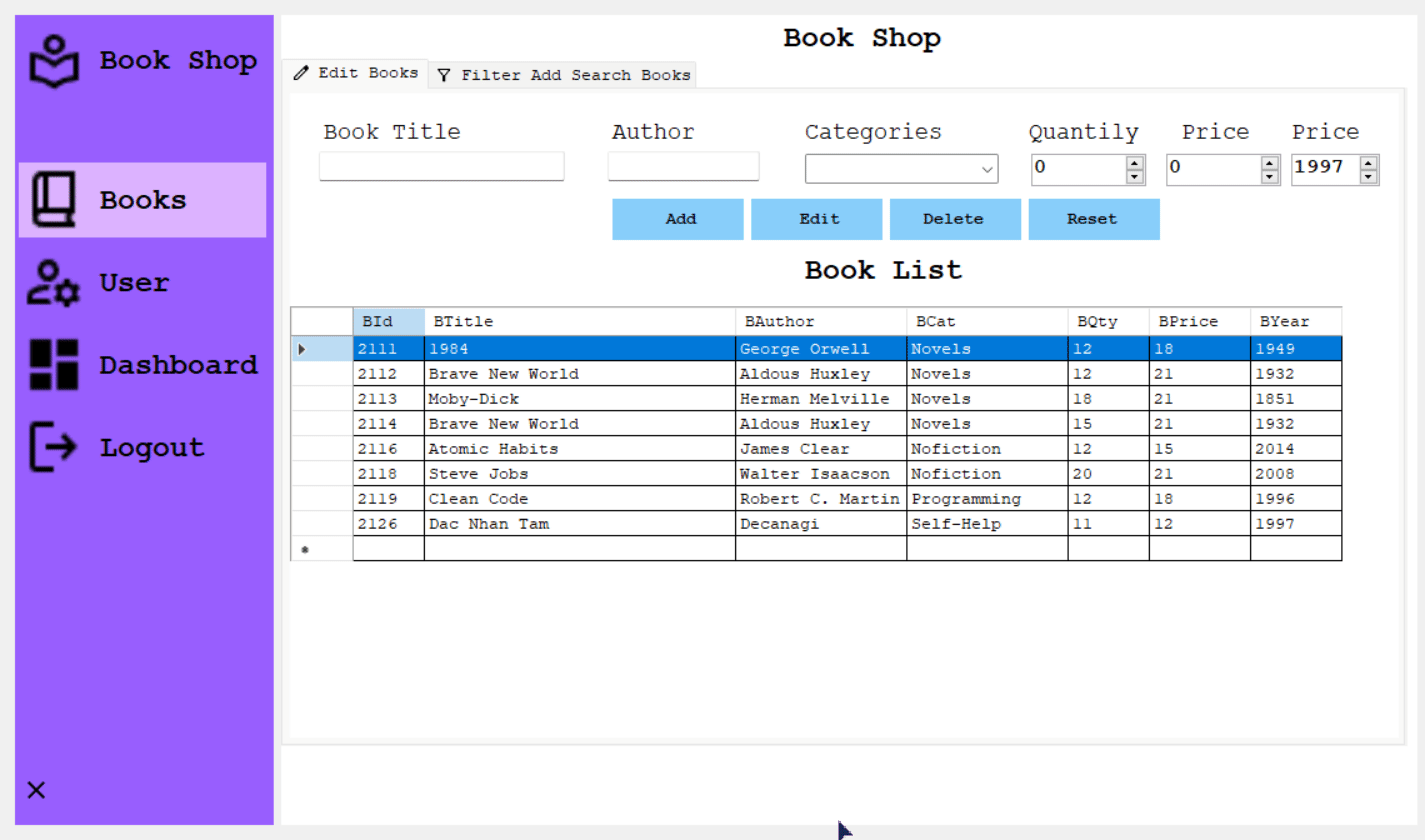 Book Shop
Books
User
Dashboard
Logout
Book Shop
Edit Books Filter Add Search Books
Book Title Author Categories Quantily Price Price
0 0 1997
Add Edit Delete Reset
Book List
BId BTitle BAuthor BCat BQty BPrice BYear
2111 1984 George Orwell Novels 12 18 1949
2112 Brave New World Aldous Huxley Novels 12 21 1932
2113 Moby-Dick Herman Melville Novels 18 21 1851
2114 Brave New World Aldous Huxley Novels 15 21 1932
2116 Atomic Habits James Clear Nofiction 12 15 2014
2118 Steve Jobs Walter Isaacson Nofiction 20 21 2008
2119 Clean Code Robert C. Martin Programming 12 18 1996
2126 Dac Nhan Tam Decanagi Self-Help 11 12 1997